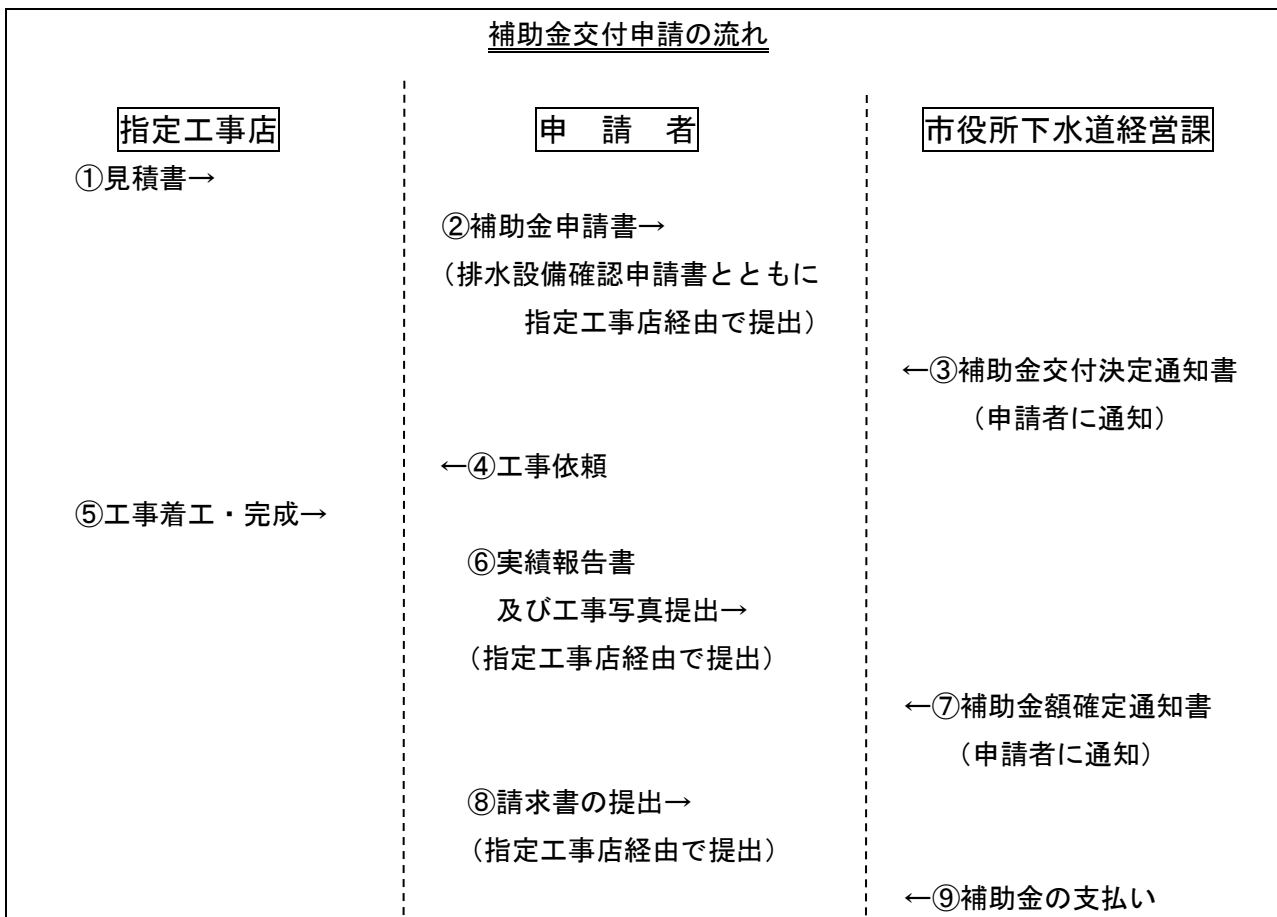 補助金交付申請の流れ
指定工事店
申　請　者
市役所下水道経営課
①見積書→
②補助金申請書→
（排水設備確認申請書とともに
指定工事店経由で提出）
←③補助金交付決定通知書
（申請者に通知）
←④工事依頼
⑤工事着工・完成→
⑥実績報告書
及び工事写真提出→
（指定工事店経由で提出）
←⑦補助金額確定通知書
（申請者に通知）
⑧請求書の提出→
（指定工事店経由で提出）
←⑨補助金の支払い